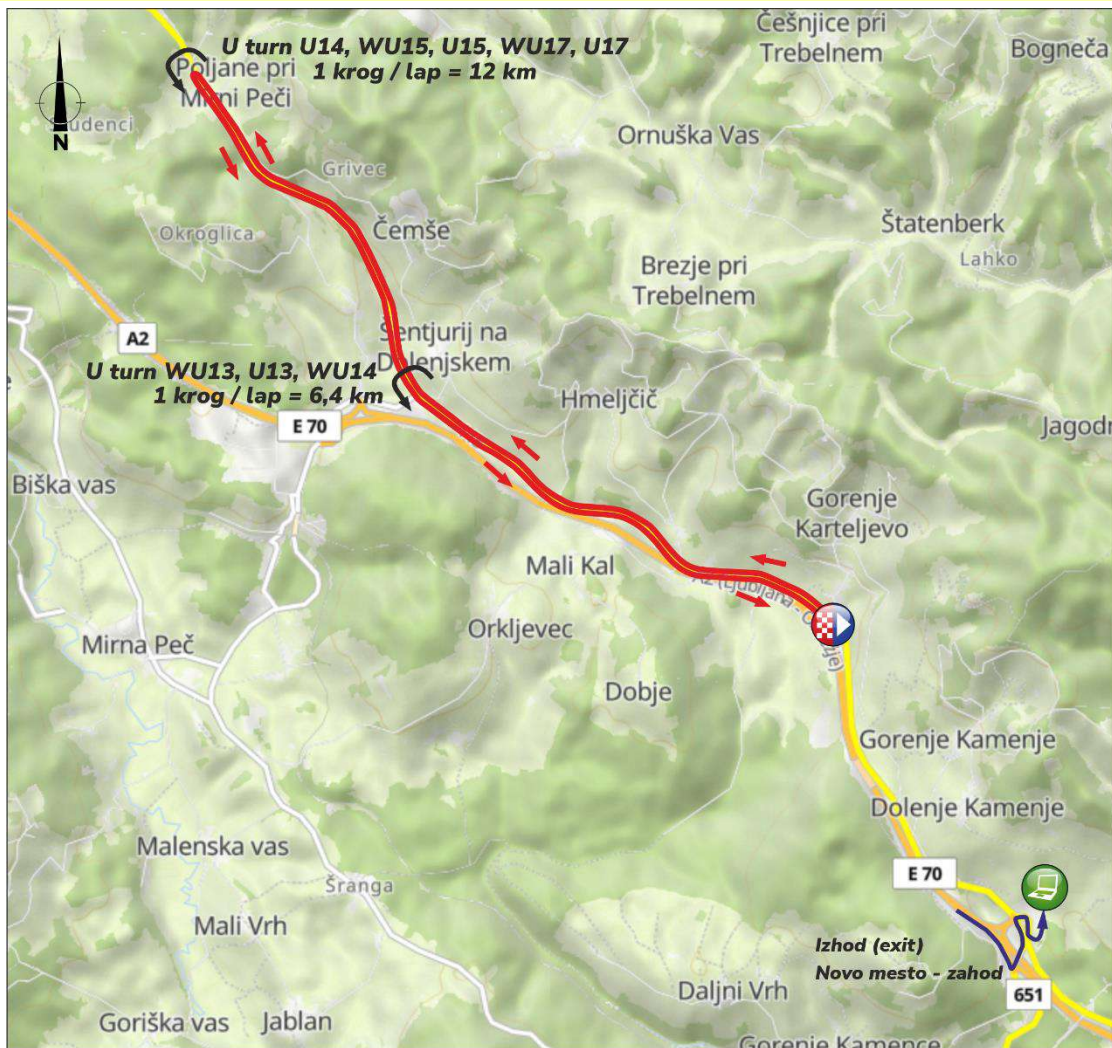 Češnjice pri
Trebelnem
Bogneča
U turn U14, WU15, U15, WU17, U17
1 krog / lap = 12 km
Poljane pri
Mirni Peči
N
Grivec
Ornuška Vas
Okroglica
Čemše
Štatenberk
Lahko
Brezje pri
Trebelnem
A2
Šentjurij na
Dolenjskem
U turn WU13, U13, WU14
1 krog / lap = 6,4 km
Hmeljčič
E 70
Biška vas
Gorenje
Karteljevo
Mali Kal
A2 (Ljubljana -
Orkljevec
Mirna Peč
Dobje
Gorenje Kamenje
Dolenje Kamenje
Malenska vas
E 70
Šranga
Mali Vrh
Izhod (exit)
Novo mesto - zahod
Daljni Vrh
651
Goriška vas
Jablan
Gorenje Kamence